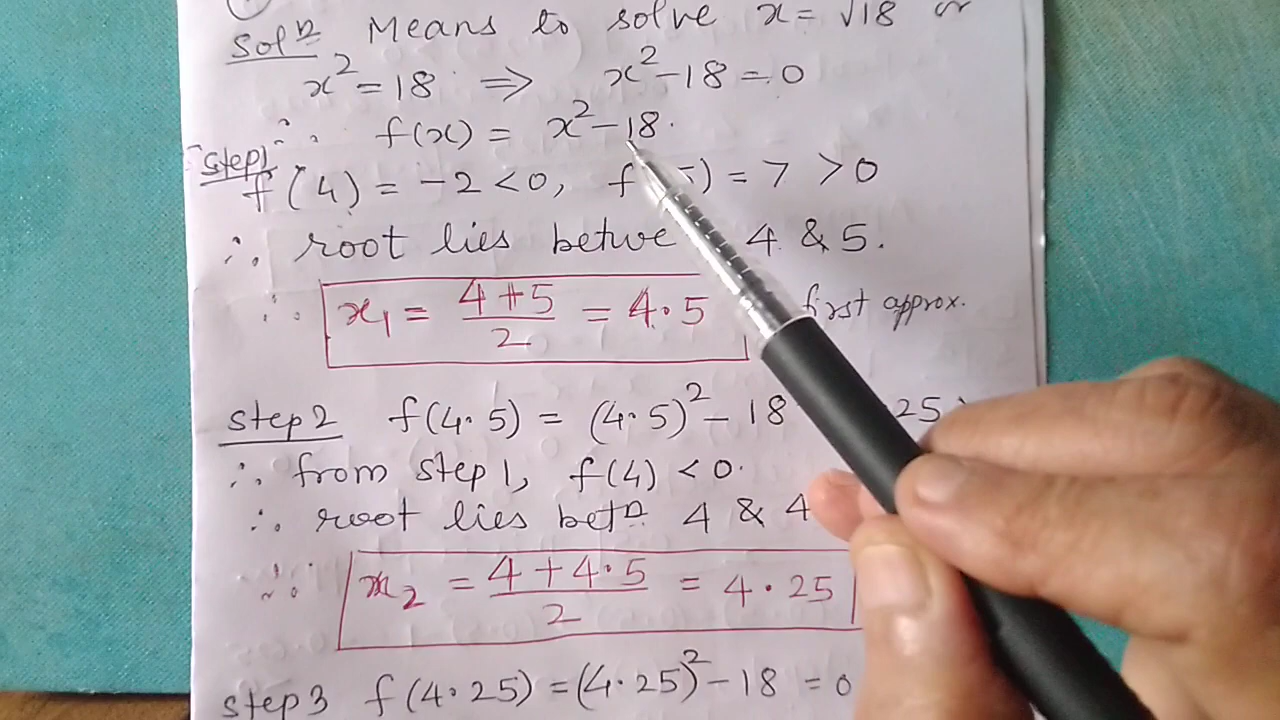 Solⁿ Means to solve x = √18 or
x² = 18 ⇒ x² - 18 = 0
∴ f(x) = x² - 18.
Step1
f(4) = -2 < 0, f( ) = 7 > 0
∴ root lies betwe 4 & 5.
∴ x₁ = (4+5)/2 = 4.5 first approx.
step2 f(4.5) = (4.5)² - 18 25
∴ from step 1, f(4) < 0.
∴ root lies betⁿ 4 & 4
∴ x₂ = (4+4.5)/2 = 4.25
step3 f(4.25) = (4.25)² - 18 = 0